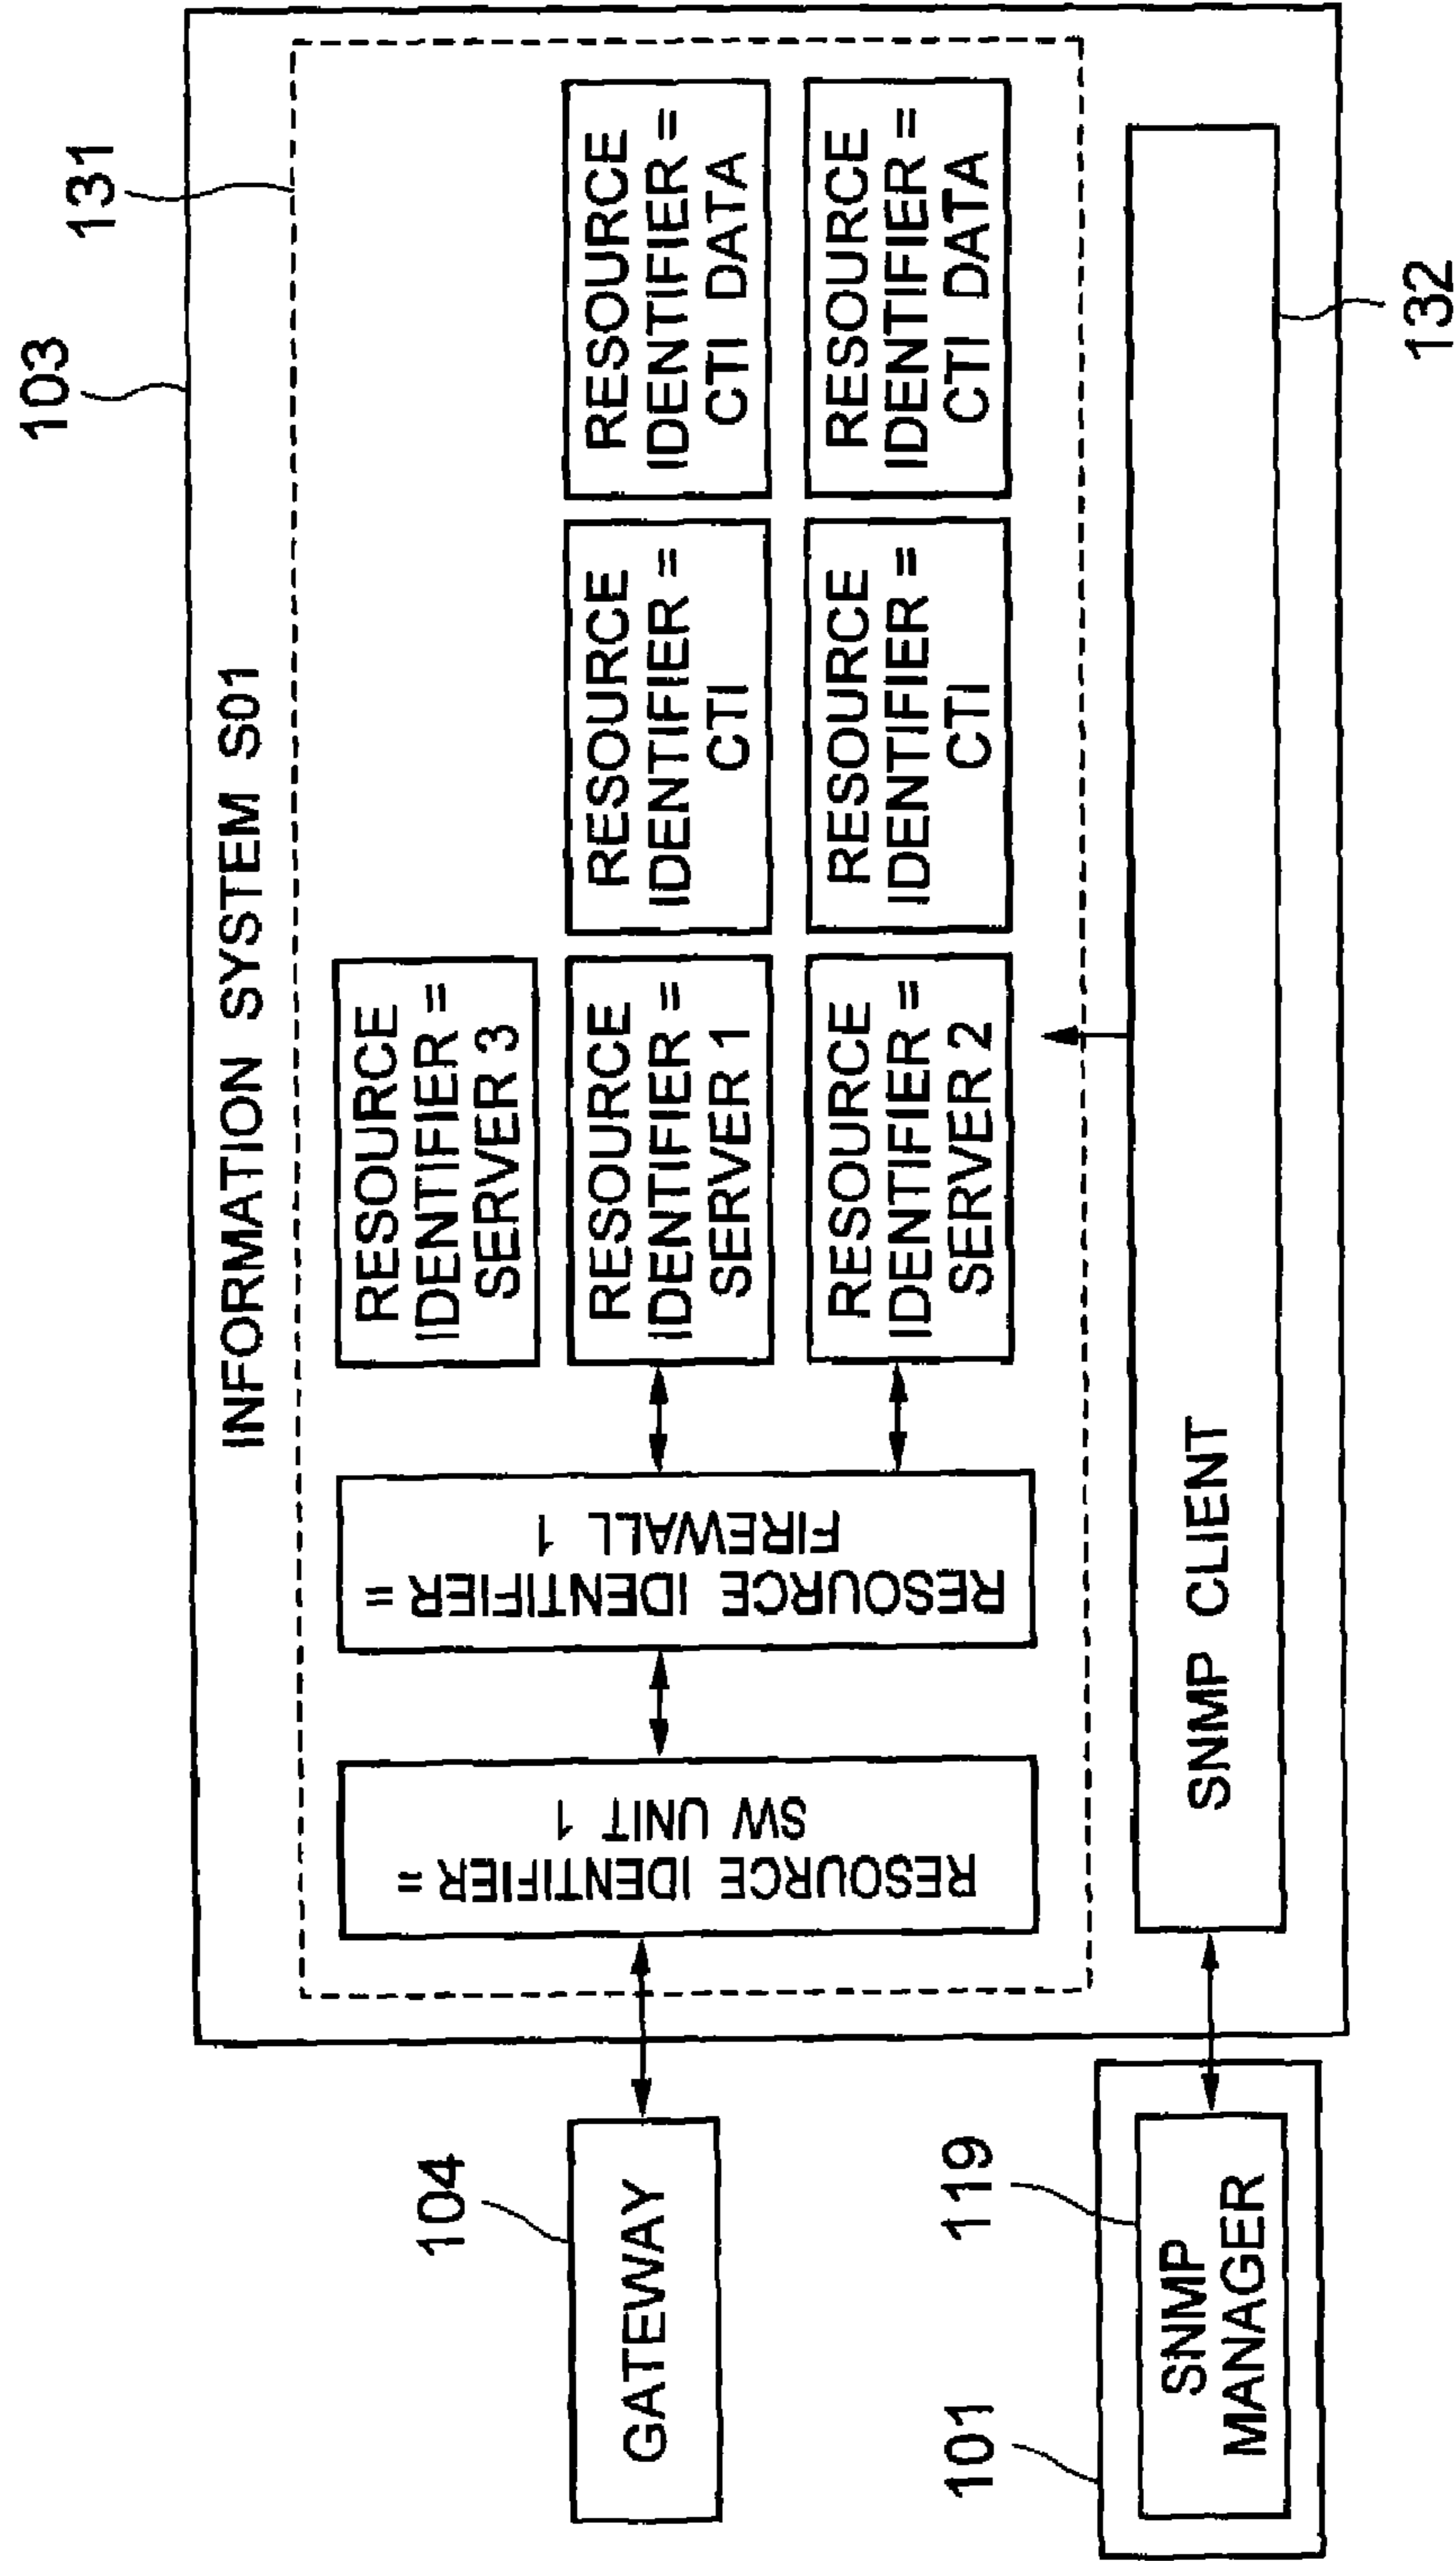 103
131
INFORMATION SYSTEM S01
104
GATEWAY
RESOURCE IDENTIFIER =
SW UNIT 1
RESOURCE IDENTIFIER =
FIREWALL 1
RESOURCE
IDENTIFIER =
SERVER 3
RESOURCE
IDENTIFIER =
SERVER 1
RESOURCE
IDENTIFIER =
CTI
RESOURCE
IDENTIFIER =
CTI DATA
RESOURCE
IDENTIFIER =
SERVER 2
RESOURCE
IDENTIFIER =
CTI
RESOURCE
IDENTIFIER =
CTI DATA
101
119
SNMP
MANAGER
SNMP CLIENT
132